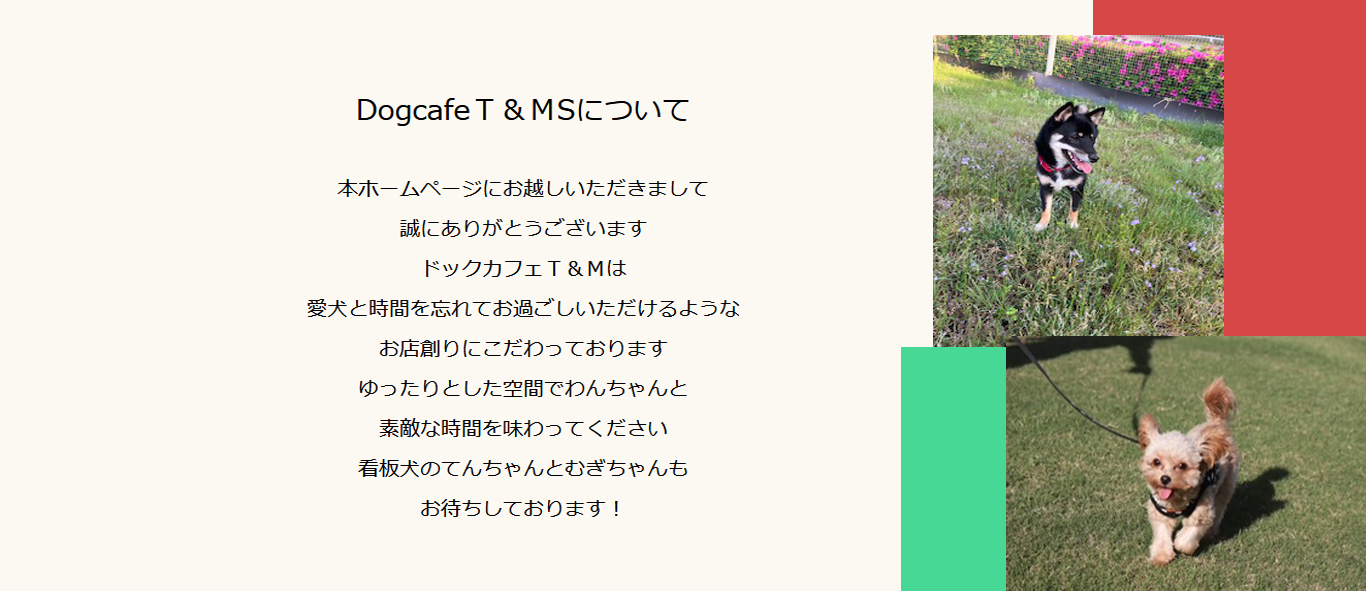 DogcafeＴ＆ＭSについて
本ホームページにお越しいただきまして
誠にありがとうございます
ドックカフェＴ＆Ｍは
愛犬と時間を忘れてお過ごしいただけるような
お店創りにこだわっております
ゆったりとした空間でわんちゃんと
素敵な時間を味わってください
看板犬のてんちゃんとむぎちゃんも
お待ちしております！